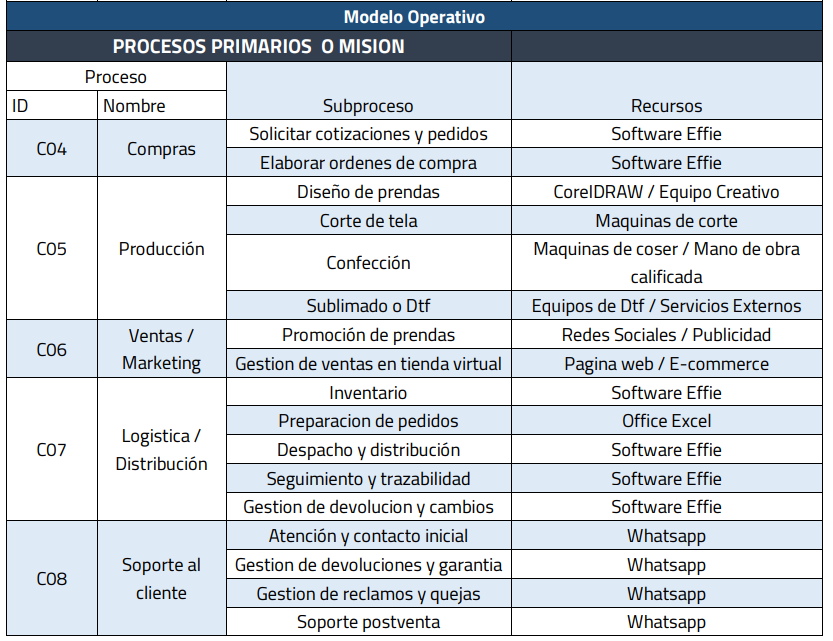 Modelo Operativo
PROCESOS PRIMARIOS O MISION
Proceso
ID Nombre Subproceso Recursos
C04 Compras Solicitar cotizaciones y pedidos Software Effie
Elaborar ordenes de compra Software Effie
C05 Producción Diseño de prendas CorelDRAW / Equipo Creativo
Corte de tela Maquinas de corte
Confección Maquinas de coser / Mano de obra
calificada
Sublimado o Dtf Equipos de Dtf / Servicios Externos
C06 Ventas /
Marketing Promoción de prendas Redes Sociales / Publicidad
Gestion de ventas en tienda virtual Pagina web / E-commerce
C07 Logistica /
Distribución Inventario Software Effie
Preparacion de pedidos Office Excel
Despacho y distribución Software Effie
Seguimiento y trazabilidad Software Effie
Gestion de devolucion y cambios Software Effie
C08 Soporte al
cliente Atención y contacto inicial Whatsapp
Gestion de devoluciones y garantia Whatsapp
Gestion de reclamos y quejas Whatsapp
Soporte postventa Whatsapp